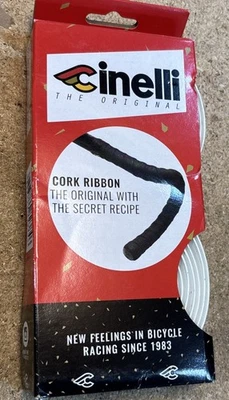 Cinelli
THE ORIGINAL
CORK RIBBON
THE ORIGINAL WITH
THE SECRET RECIPE
NEW FEELINGS IN BICYCLE
RACING SINCE 1983